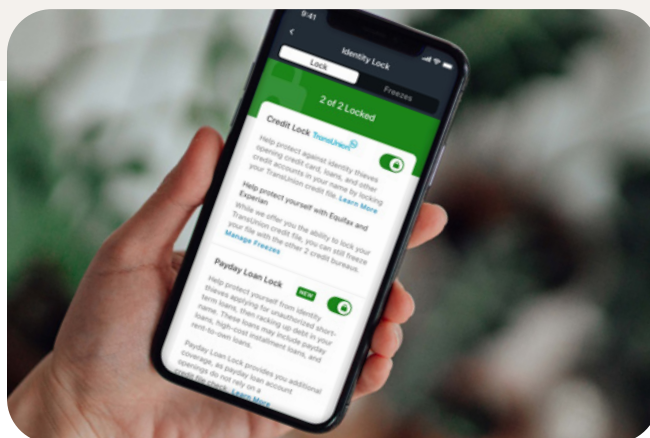 9:41
Identity Lock
Lock
Freezes
2 of 2 Locked
Credit Lock TransUnion
Help protect against identity thieves
opening credit card, loans, and other
credit accounts in your name by locking
your TransUnion credit file. Learn More
Help protect yourself with Equifax and
Experian
While we offer you the ability to lock your
TransUnion credit file, you can still freeze
your file with the other 2 credit bureaus.
Manage Freezes
Payday Loan Lock NEW
Help protect yourself from identity
thieves applying for unauthorized short-
term loans, then racking up debt in your
name. These loans may include payday
loans, high-cost installment loans, and
rent-to-own loans.
Payday Loan Lock provides you additional
coverage, as payday loan account
openings do not rely on a
credit file check. Learn More